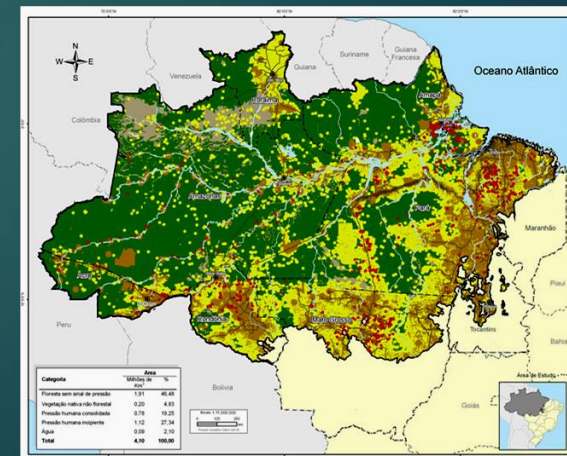 N
W E
S
Venezuela
Guiana
Suriname
Guiana
Francesa
Oceano Atlântico
Colômbia
Roraima
Amapá
Amazonas
Pará
Maranhão
Acre
Piauí
Rondônia
Mato Grosso
Tocantins
Bahia
Peru
Bolívia
Goiás
Área de Estudo
Categoria Área
Milhões de Km² %
Floresta sem sinal de pressão 1,91 46,48
Vegetação nativa não florestal 0,20 4,83
Pressão humana consolidada 0,78 19,25
Pressão humana incipiente 1,12 27,34
Água 0,09 2,10
Total 4,10 100,00